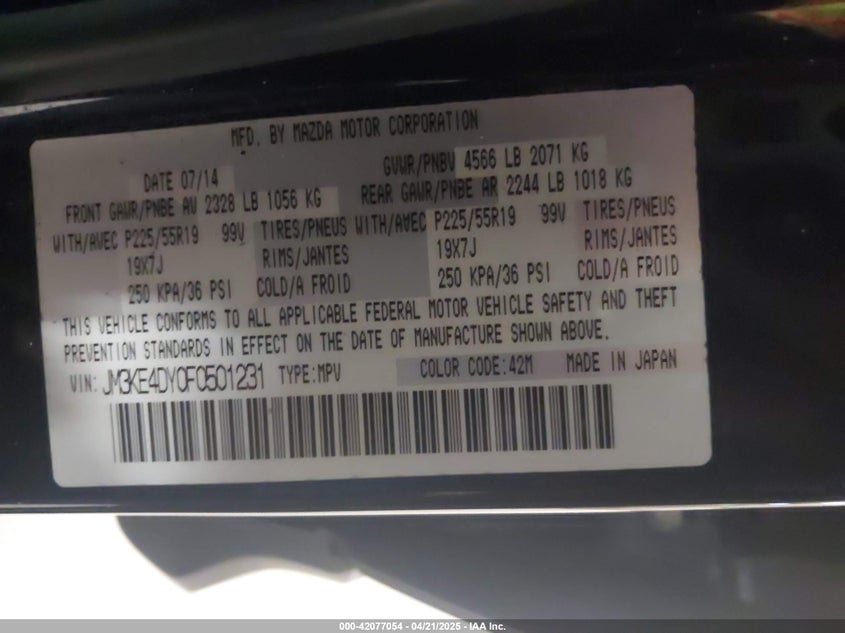 MFD. BY MAZDA MOTOR CORPORATION
DATE 07/14 GVWR/PNBV 4566 LB 2071 KG
FRONT GAWR/PNBE AV 2328 LB 1056 KG REAR GAWR/PNBE AR 2244 LB 1018 KG
WITH/AVEC P225/55R19 99V TIRES/PNEUS WITH/AVEC P225/55R19 99V TIRES/PNEUS
19X7J RIMS/JANTES 19X7J RIMS/JANTES
250 KPA/36 PSI COLD/A FROID 250 KPA/36 PSI COLD/A FROID
THIS VEHICLE CONFORMS TO ALL APPLICABLE FEDERAL MOTOR VEHICLE SAFETY AND THEFT
PREVENTION STANDARDS IN EFFECT ON THE DATE OF MANUFACTURE SHOWN ABOVE.
VIN: JM3KE4DY0F0501231 TYPE:MPV COLOR CODE:42M MADE IN JAPAN
000-42077054 - 04/21/2025 - IAA Inc.